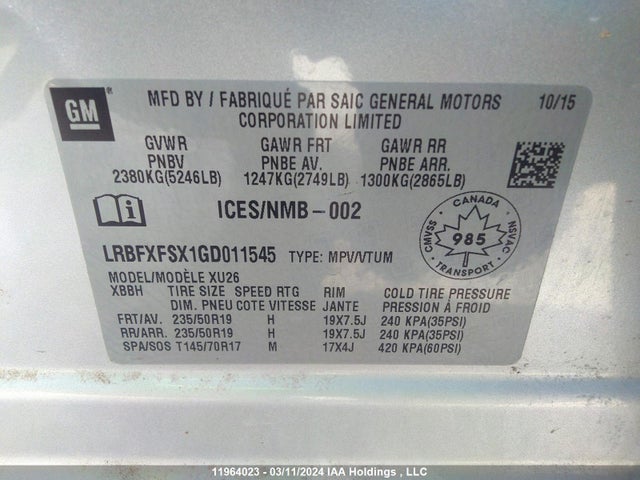 GM ®
MFD BY / FABRIQUÉ PAR SAIC GENERAL MOTORS 10/15
CORPORATION LIMITED
GVWR GAWR FRT GAWR RR
PNBV PNBE AV. PNBE ARR.
2380KG(5246LB) 1247KG(2749LB) 1300KG(2865LB)
ICES/NMB-002
CANADA
CMVSS 985 NSVAC
TRANSPORT
LRBFXFSX1GD011545 TYPE: MPV/VTUM
MODEL/MODÈLE XU26
XBBH TIRE SIZE SPEED RTG RIM COLD TIRE PRESSURE
DIM. PNEU COTE VITESSE JANTE PRESSION À FROID
FRT/AV. 235/50R19 H 19X7.5J 240 KPA(35PSI)
RR/ARR. 235/50R19 H 19X7.5J 240 KPA(35PSI)
SPA/SOS T145/70R17 M 17X4J 420 KPA(60PSI)
11964023 - 03/11/2024 IAA Holdings , LLC